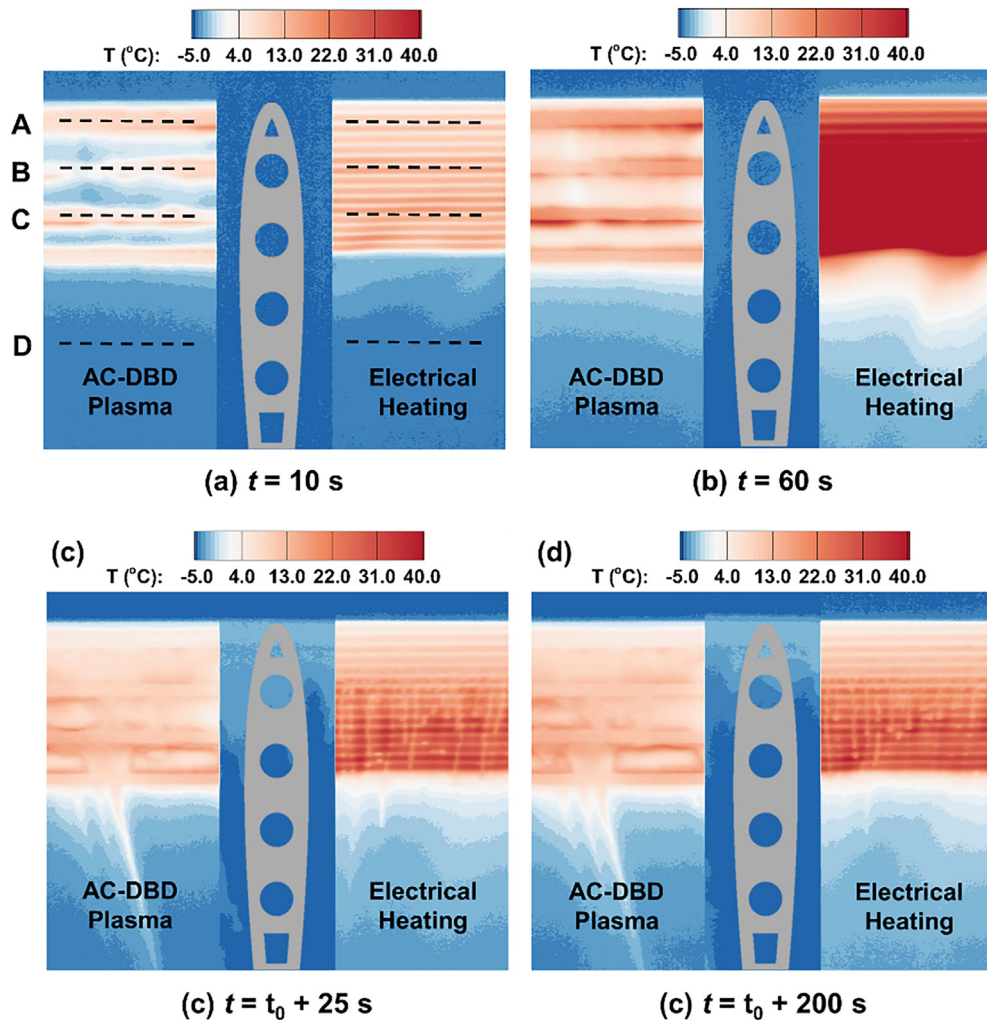 T (°C): -5.0 4.0 13.0 22.0 31.0 40.0
A
B
C
D
AC-DBD
Plasma
Electrical
Heating
(a) t = 10 s
T (°C): -5.0 4.0 13.0 22.0 31.0 40.0
AC-DBD
Plasma
Electrical
Heating
(b) t = 60 s
(c)
T (°C): -5.0 4.0 13.0 22.0 31.0 40.0
AC-DBD
Plasma
Electrical
Heating
(c) t = t₀ + 25 s
(d)
T (°C): -5.0 4.0 13.0 22.0 31.0 40.0
AC-DBD
Plasma
Electrical
Heating
(c) t = t₀ + 200 s